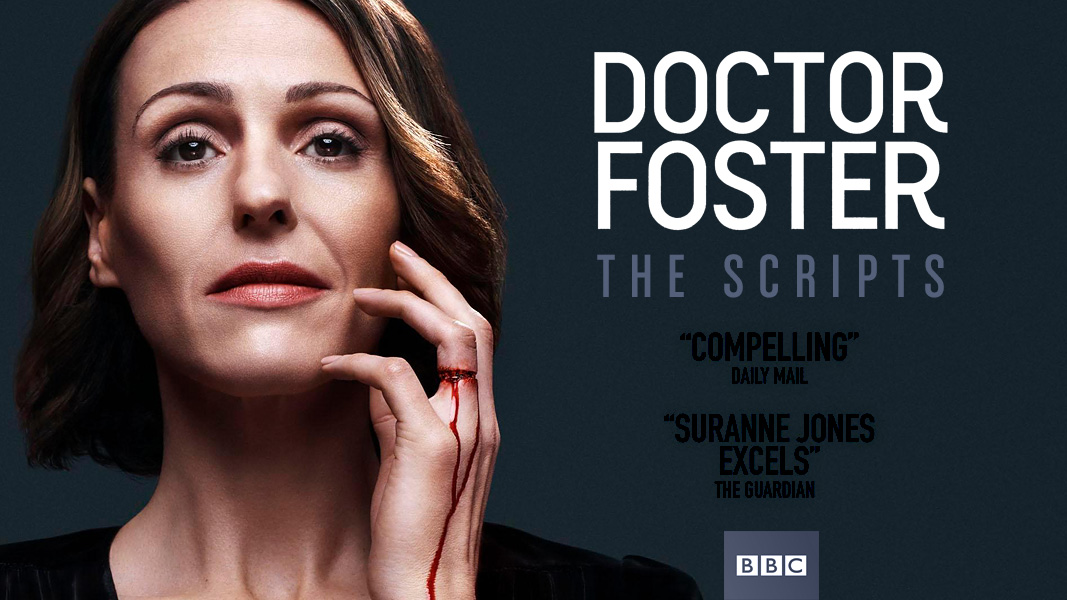 DOCTOR
FOSTER
THE SCRIPTS
“COMPELLING”
DAILY MAIL
“SURANNE JONES
EXCELS”
THE GUARDIAN
BBC